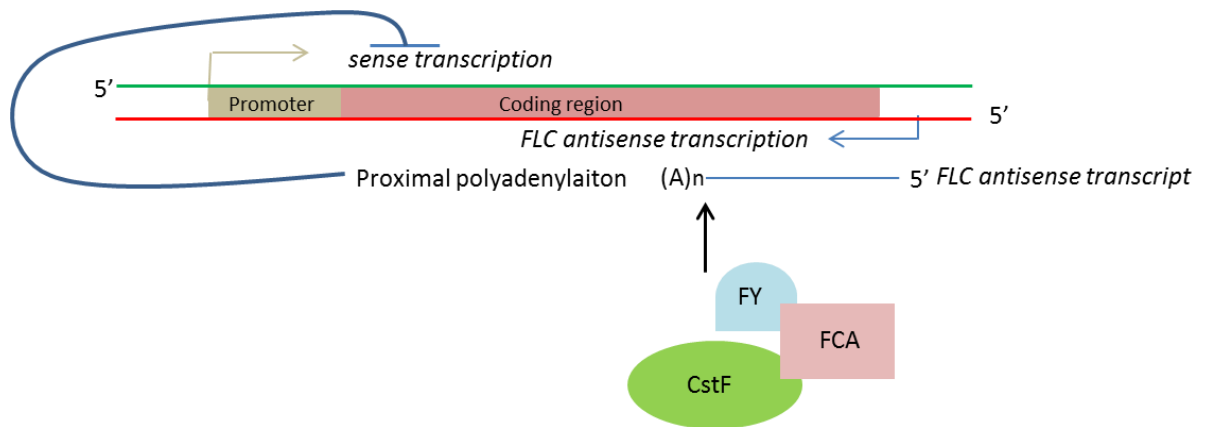 sense transcription
5’
Promoter
Coding region
5’
FLC antisense transcription
Proximal polyadenylaiton (A)n 5’ FLC antisense transcript
FY
FCA
CstF